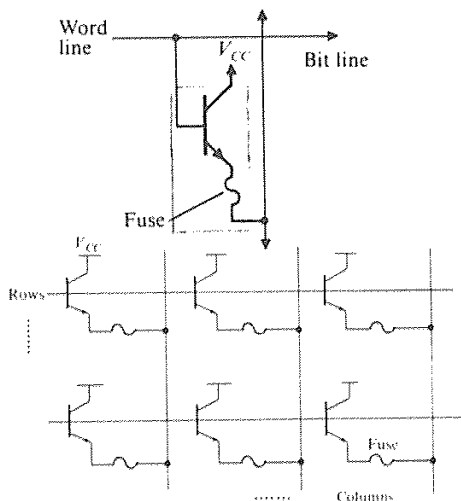 Word
line
V_CC
Bit line
Fuse
V_CC
Rows
......
Fuse
.......
Columns